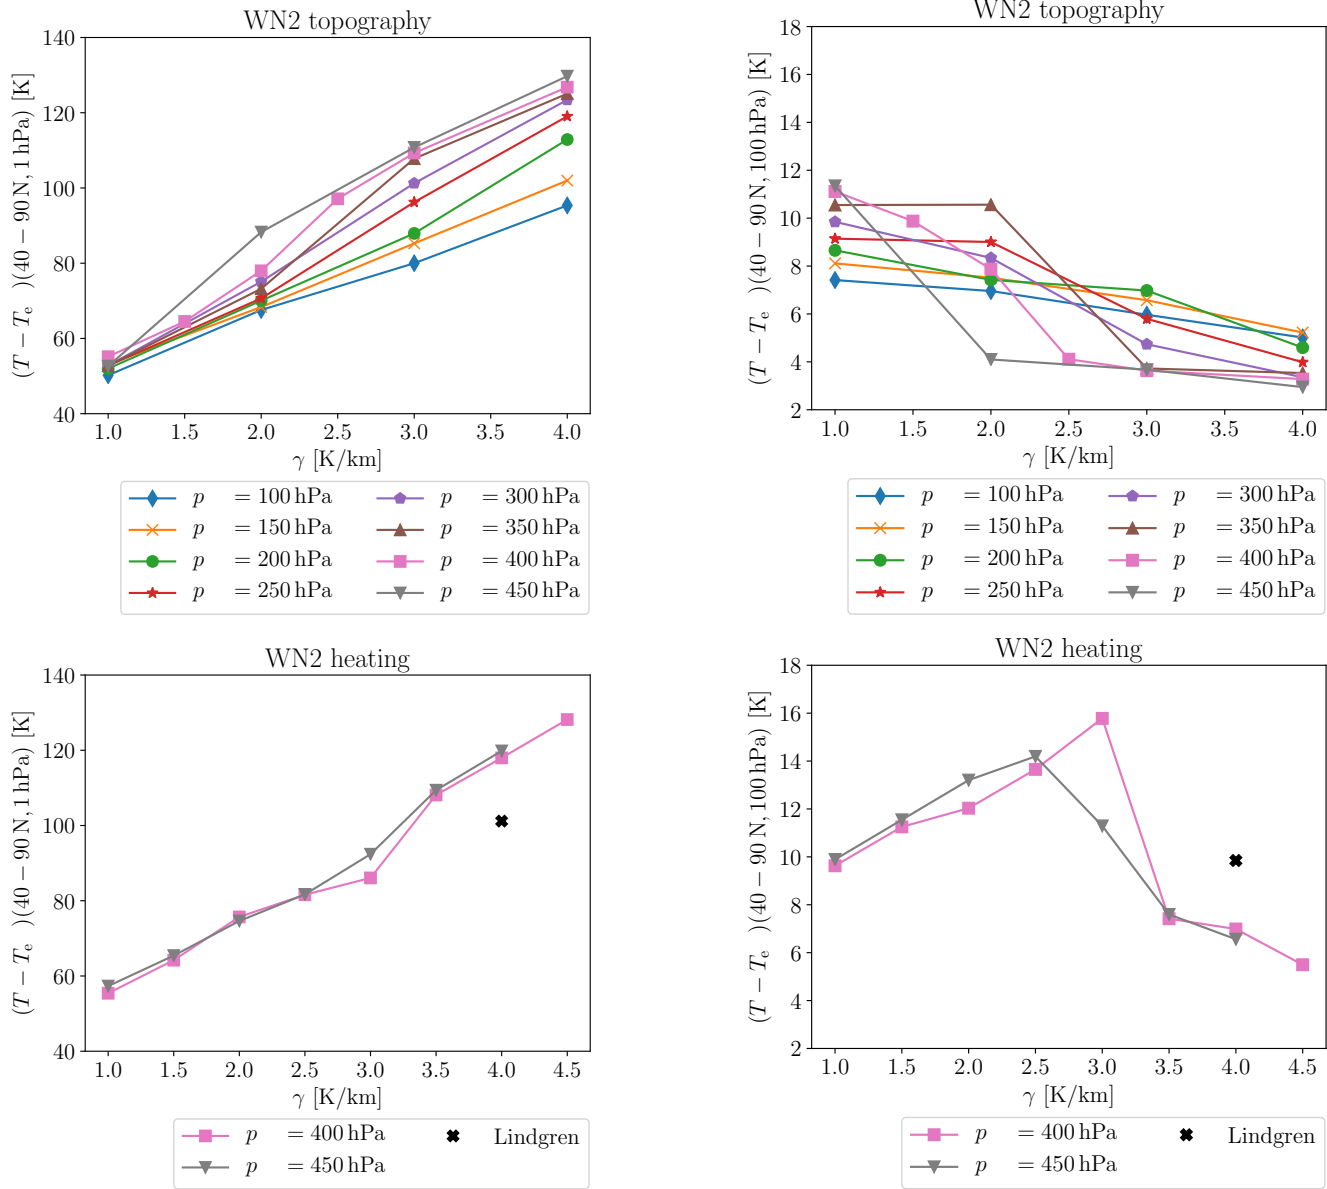 WN2 topography
(T − Te )(40 − 90 N, 1 hPa) [K]
140
120
100
80
60
40
1.0 1.5 2.0 2.5 3.0 3.5 4.0
γ [K/km]
p = 100 hPa
p = 150 hPa
p = 200 hPa
p = 250 hPa
p = 300 hPa
p = 350 hPa
p = 400 hPa
p = 450 hPa
WN2 topography
(T − Te )(40 − 90 N, 100 hPa) [K]
18
16
14
12
10
8
6
4
2
1.0 1.5 2.0 2.5 3.0 3.5 4.0
γ [K/km]
p = 100 hPa
p = 150 hPa
p = 200 hPa
p = 250 hPa
p = 300 hPa
p = 350 hPa
p = 400 hPa
p = 450 hPa
WN2 heating
(T − Te )(40 − 90 N, 1 hPa) [K]
140
120
100
80
60
40
1.0 1.5 2.0 2.5 3.0 3.5 4.0 4.5
γ [K/km]
p = 400 hPa
p = 450 hPa
Lindgren
WN2 heating
(T − Te )(40 − 90 N, 100 hPa) [K]
18
16
14
12
10
8
6
4
2
1.0 1.5 2.0 2.5 3.0 3.5 4.0 4.5
γ [K/km]
p = 400 hPa
p = 450 hPa
Lindgren